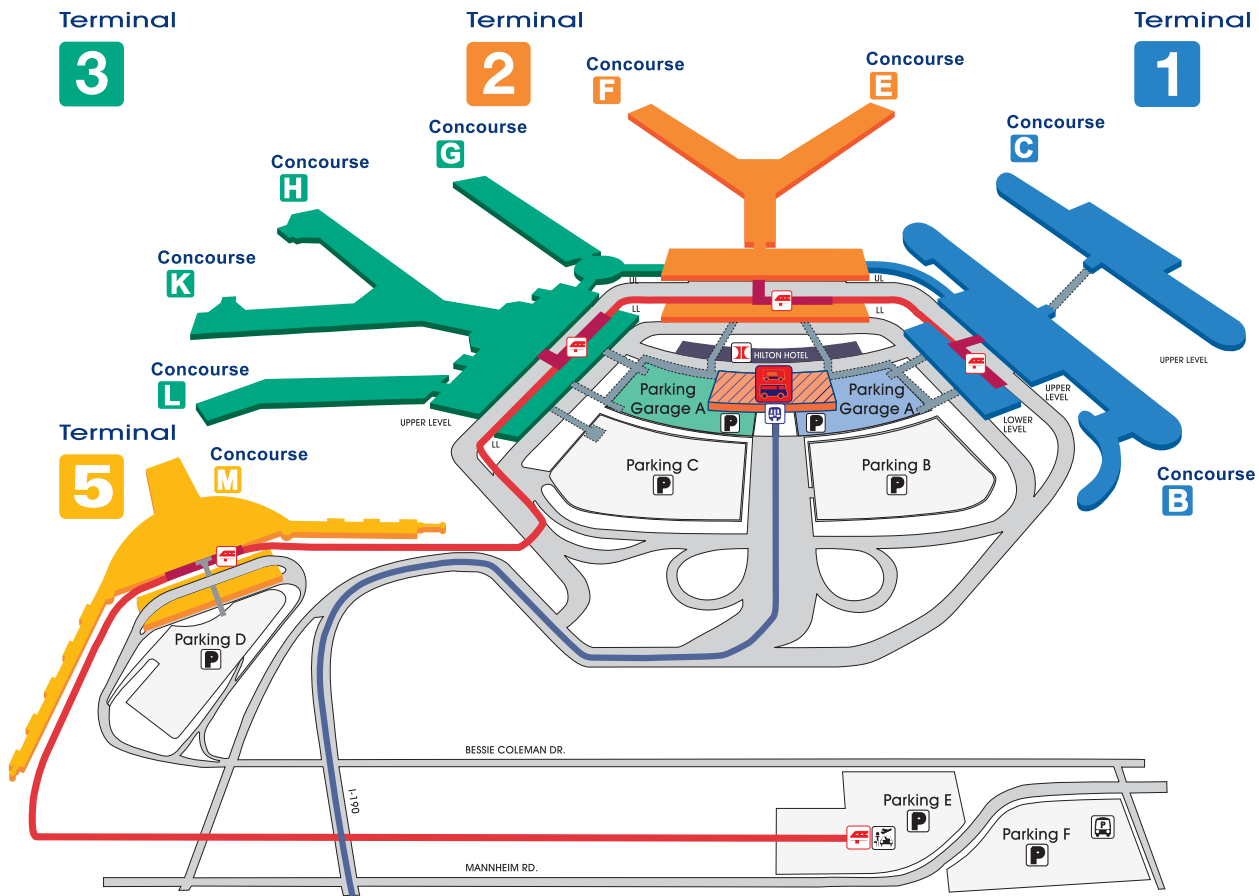 Terminal
3
Terminal
2
Terminal
1
Concourse
F
Concourse
E
Concourse
G
Concourse
C
Concourse
H
Concourse
K
Concourse
L
UL
LL
UL
LL
LL
UPPER LEVEL
UPPER LEVEL
UPPER
LEVEL
LOWER
LEVEL
HILTON HOTEL
Parking
Garage A
P
Parking
Garage A
P
Parking C
P
Parking B
P
Concourse
B
Terminal
5
Concourse
M
Parking D
P
BESSIE COLEMAN DR.
I-190
Parking E
P
Parking F
P
P
MANNHEIM RD.